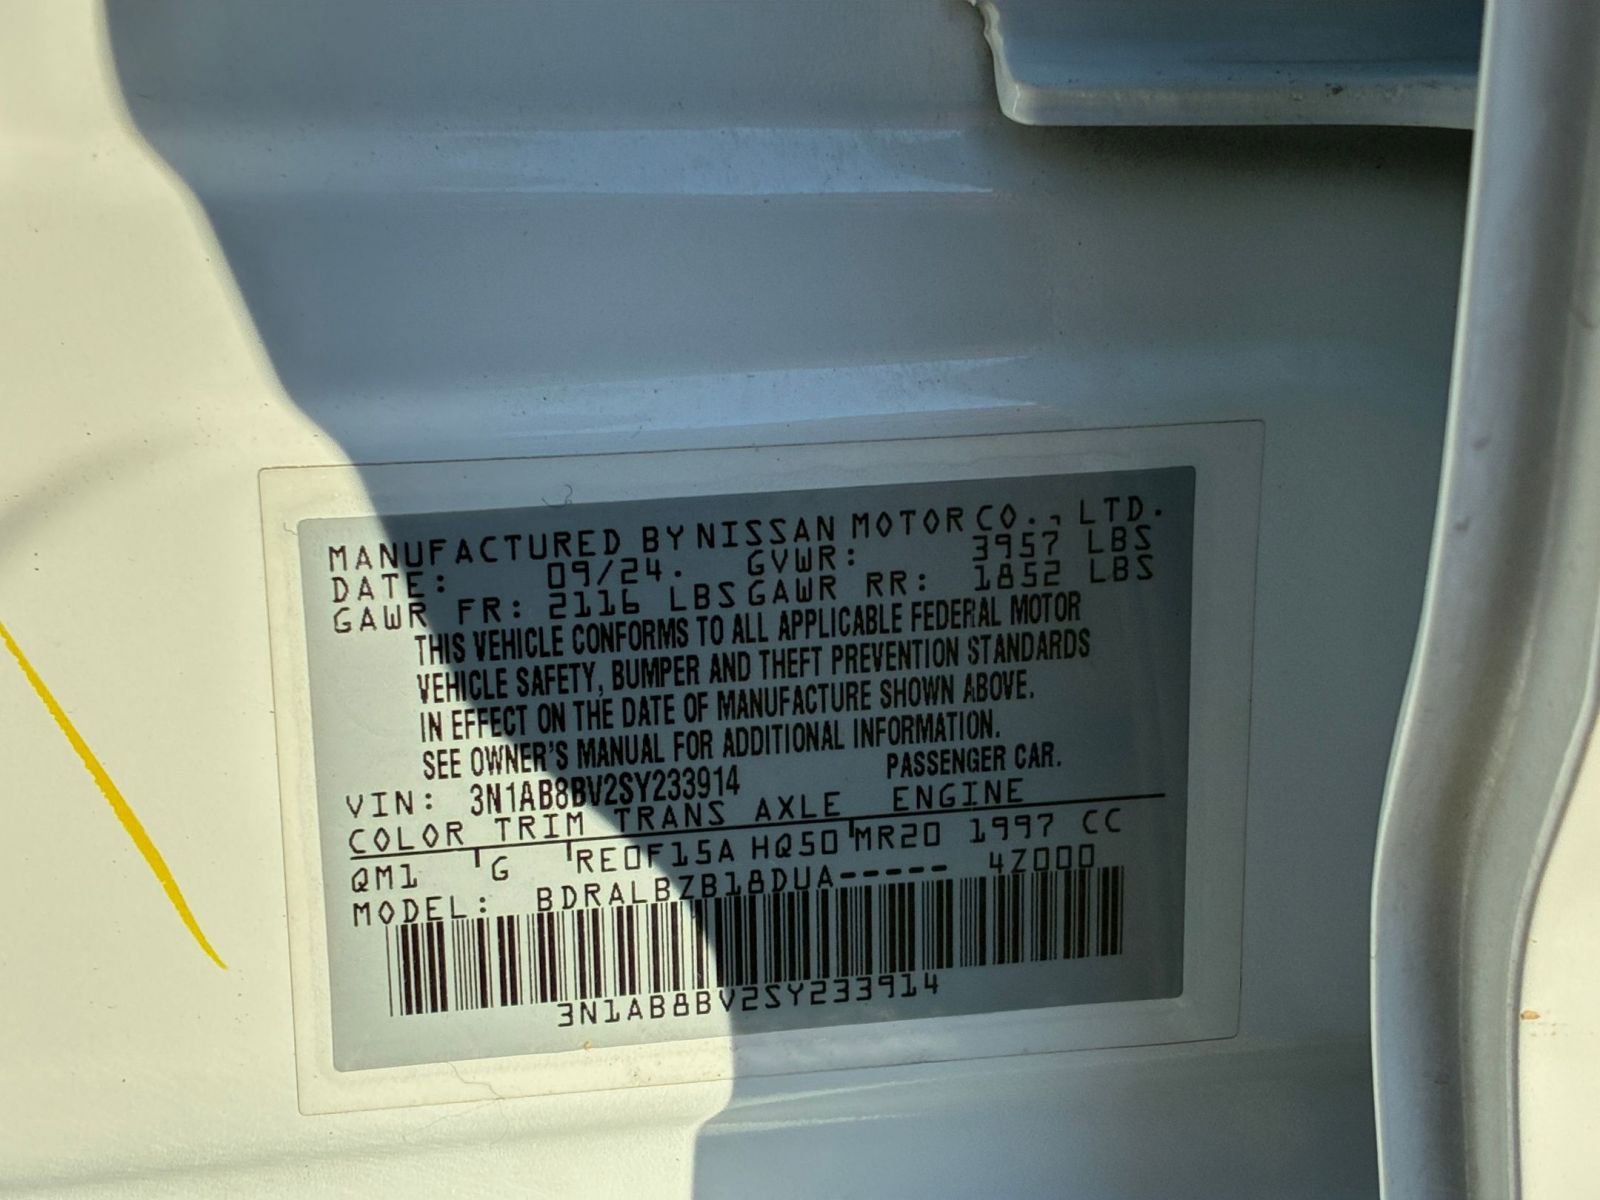 MANUFACTURED BY NISSAN MOTOR CO., LTD.
DATE: 09/24. GVWR: 3957 LBS
GAWR FR: 2116 LBS GAWR RR: 1852 LBS
THIS VEHICLE CONFORMS TO ALL APPLICABLE FEDERAL MOTOR
VEHICLE SAFETY, BUMPER AND THEFT PREVENTION STANDARDS
IN EFFECT ON THE DATE OF MANUFACTURE SHOWN ABOVE.
SEE OWNER'S MANUAL FOR ADDITIONAL INFORMATION.
PASSENGER CAR.
VIN: 3N1AB8BV2SY233914
COLOR TRIM TRANS AXLE ENGINE
QM1 G RE0F15A HQ50 MR20 1997 CC
MODEL: BDRALBZB18DUA----- 4Z000
3N1AB8BV2SY233914